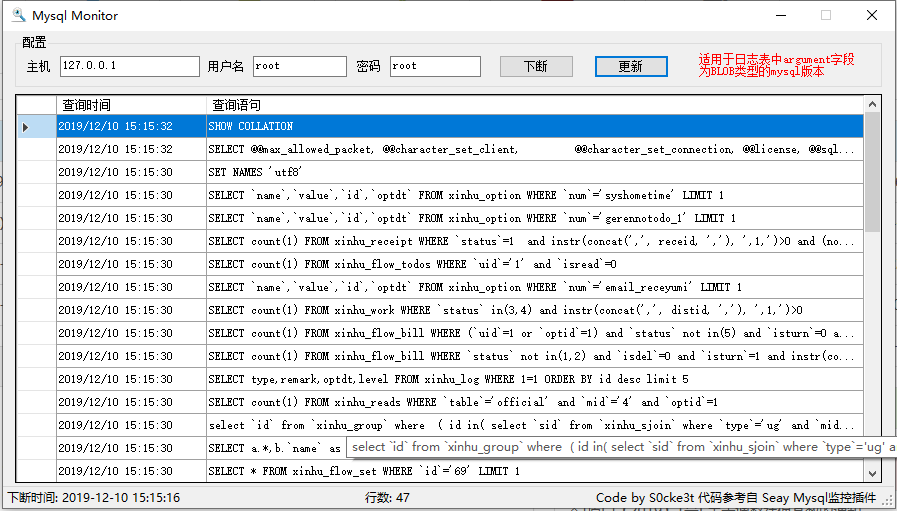 Mysql Monitor
配置
主机 127.0.0.1 用户名 root 密码 root 下断 更新 适用于日志表中argument字段
为BLOB类型的mysql版本
查询时间 查询语句
2019/12/10 15:15:32 SHOW COLLATION
2019/12/10 15:15:32 SELECT @@max_allowed_packet, @@character_set_client, @@character_set_connection, @@license, @@sql...
2019/12/10 15:15:30 SET NAMES 'utf8'
2019/12/10 15:15:30 SELECT `name`,`value`,`id`,`optdt` FROM xinhu_option WHERE `num`='syshometime' LIMIT 1
2019/12/10 15:15:30 SELECT `name`,`value`,`id`,`optdt` FROM xinhu_option WHERE `num`='gerennotodo_1' LIMIT 1
2019/12/10 15:15:30 SELECT count(1) FROM xinhu_receipt WHERE `status`=1 and instr(concat(',', receid, ','), ',1,')>0 and (no...
2019/12/10 15:15:30 SELECT count(1) FROM xinhu_flow_todos WHERE `uid`='1' and `isread`=0
2019/12/10 15:15:30 SELECT `name`,`value`,`id`,`optdt` FROM xinhu_option WHERE `num`='email_receyumi' LIMIT 1
2019/12/10 15:15:30 SELECT count(1) FROM xinhu_work WHERE `status` in(3,4) and instr(concat(',', distid, ','), ',1,')>0
2019/12/10 15:15:30 SELECT count(1) FROM xinhu_flow_bill WHERE (`uid`=1 or `optdid`=1) and `status` not in(5) and `isturn`=0 a...
2019/12/10 15:15:30 SELECT count(1) FROM xinhu_flow_bill WHERE `status` not in(1,2) and `isdel`=0 and `isturn`=1 and instr(co...
2019/12/10 15:15:30 SELECT type,remark,optdt,level FROM xinhu_log WHERE 1=1 ORDER BY id desc limit 5
2019/12/10 15:15:30 SELECT count(1) FROM xinhu_reads WHERE `table`='official' and `mid`='4' and `optid`=1
2019/12/10 15:15:30 select `id` from `xinhu_group` where ( id in( select `sid` from `xinhu_sjoin` where `type`='ug' and `mid...
2019/12/10 15:15:30 SELECT a.*,b.`name` as select `id` from `xinhu_group` where ( id in( select `sid` from `xinhu_sjoin` where `type`='ug' a
2019/12/10 15:15:30 SELECT * FROM xinhu_flow_set WHERE `id`='69' LIMIT 1
下断时间: 2019-12-10 15:15:16 行数: 47 Code by S0cke3t 代码参考自 Seay Mysql监控插件